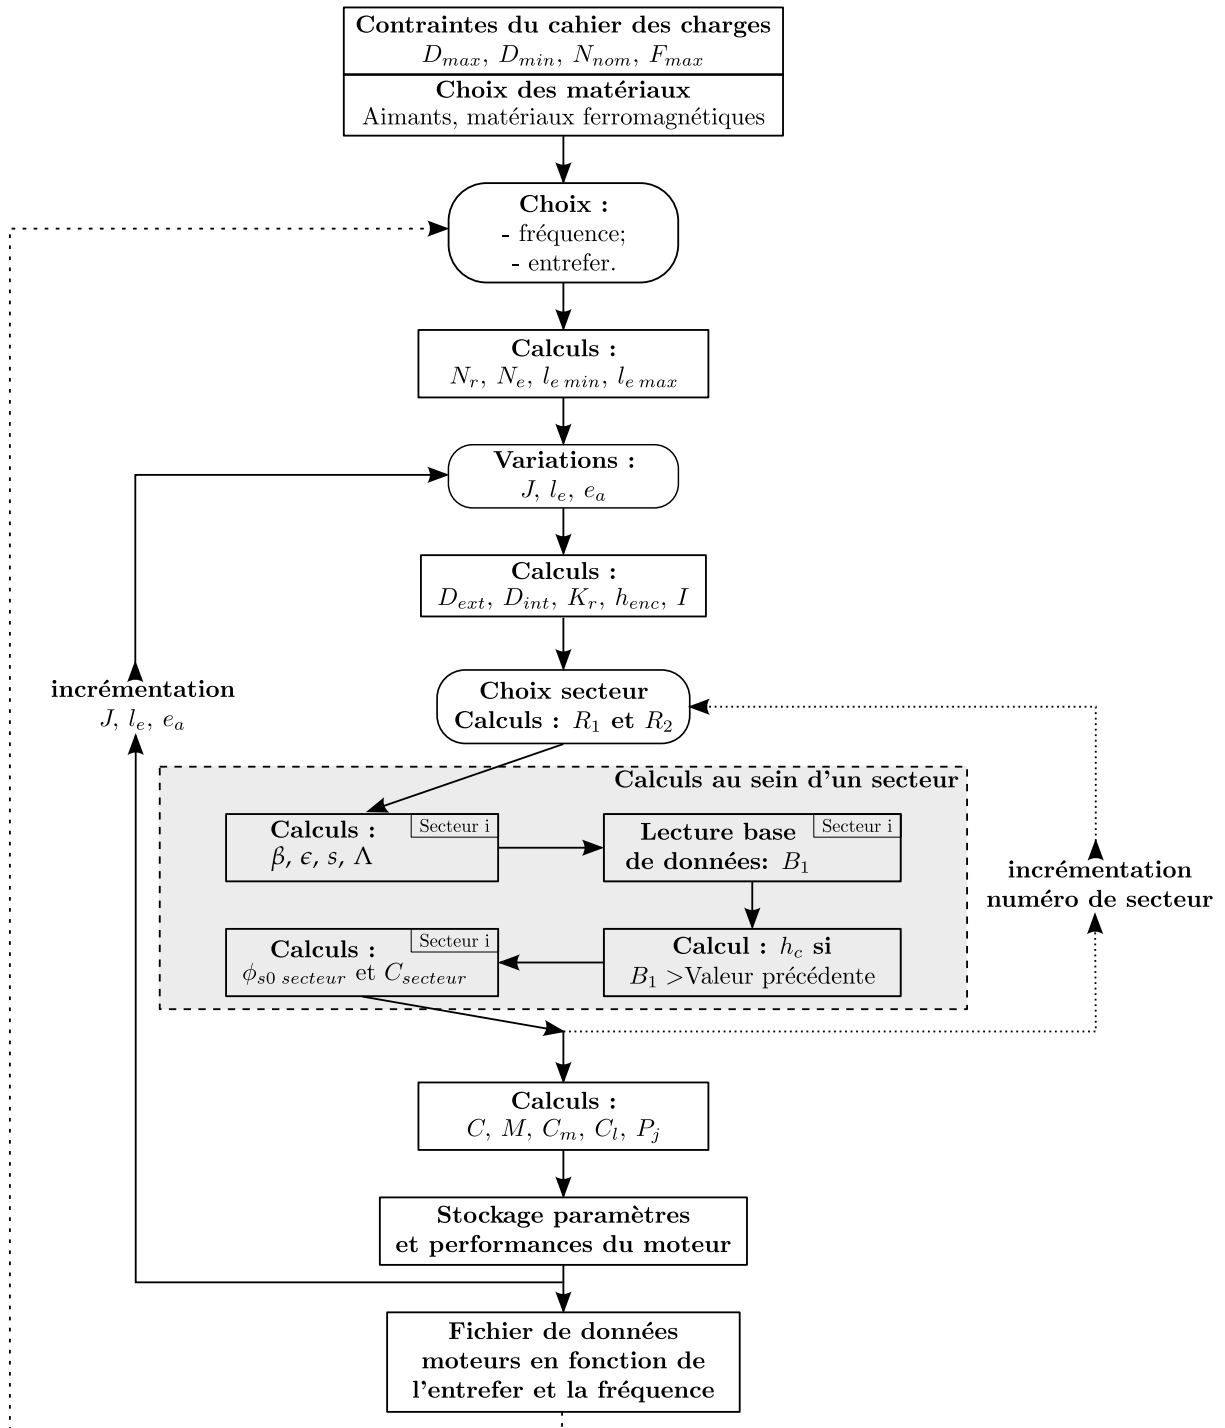 Contraintes du cahier des charges
D_max, D_min, N_nom, F_max
Choix des matériaux
Aimants, matériaux ferromagnétiques
Choix :
- fréquence;
- entrefer.
Calculs :
N_r, N_e, l_e min, l_e max
Variations :
J, l_e, e_a
Calculs :
D_ext, D_int, K_r, h_enc, I
incrémentation
J, l_e, e_a
Choix secteur
Calculs : R_1 et R_2
Calculs au sein d'un secteur
Calculs :
Secteur i
β, ϵ, s, Λ
Lecture base
Secteur i
de données: B_1
incrémentation
numéro de secteur
Calculs :
Secteur i
ϕ_s0 secteur et C_secteur
Calcul : h_c si
B_1 >Valeur précédente
Calculs :
C, M, C_m, C_l, P_j
Stockage paramètres
et performances du moteur
Fichier de données
moteurs en fonction de
l'entrefer et la fréquence